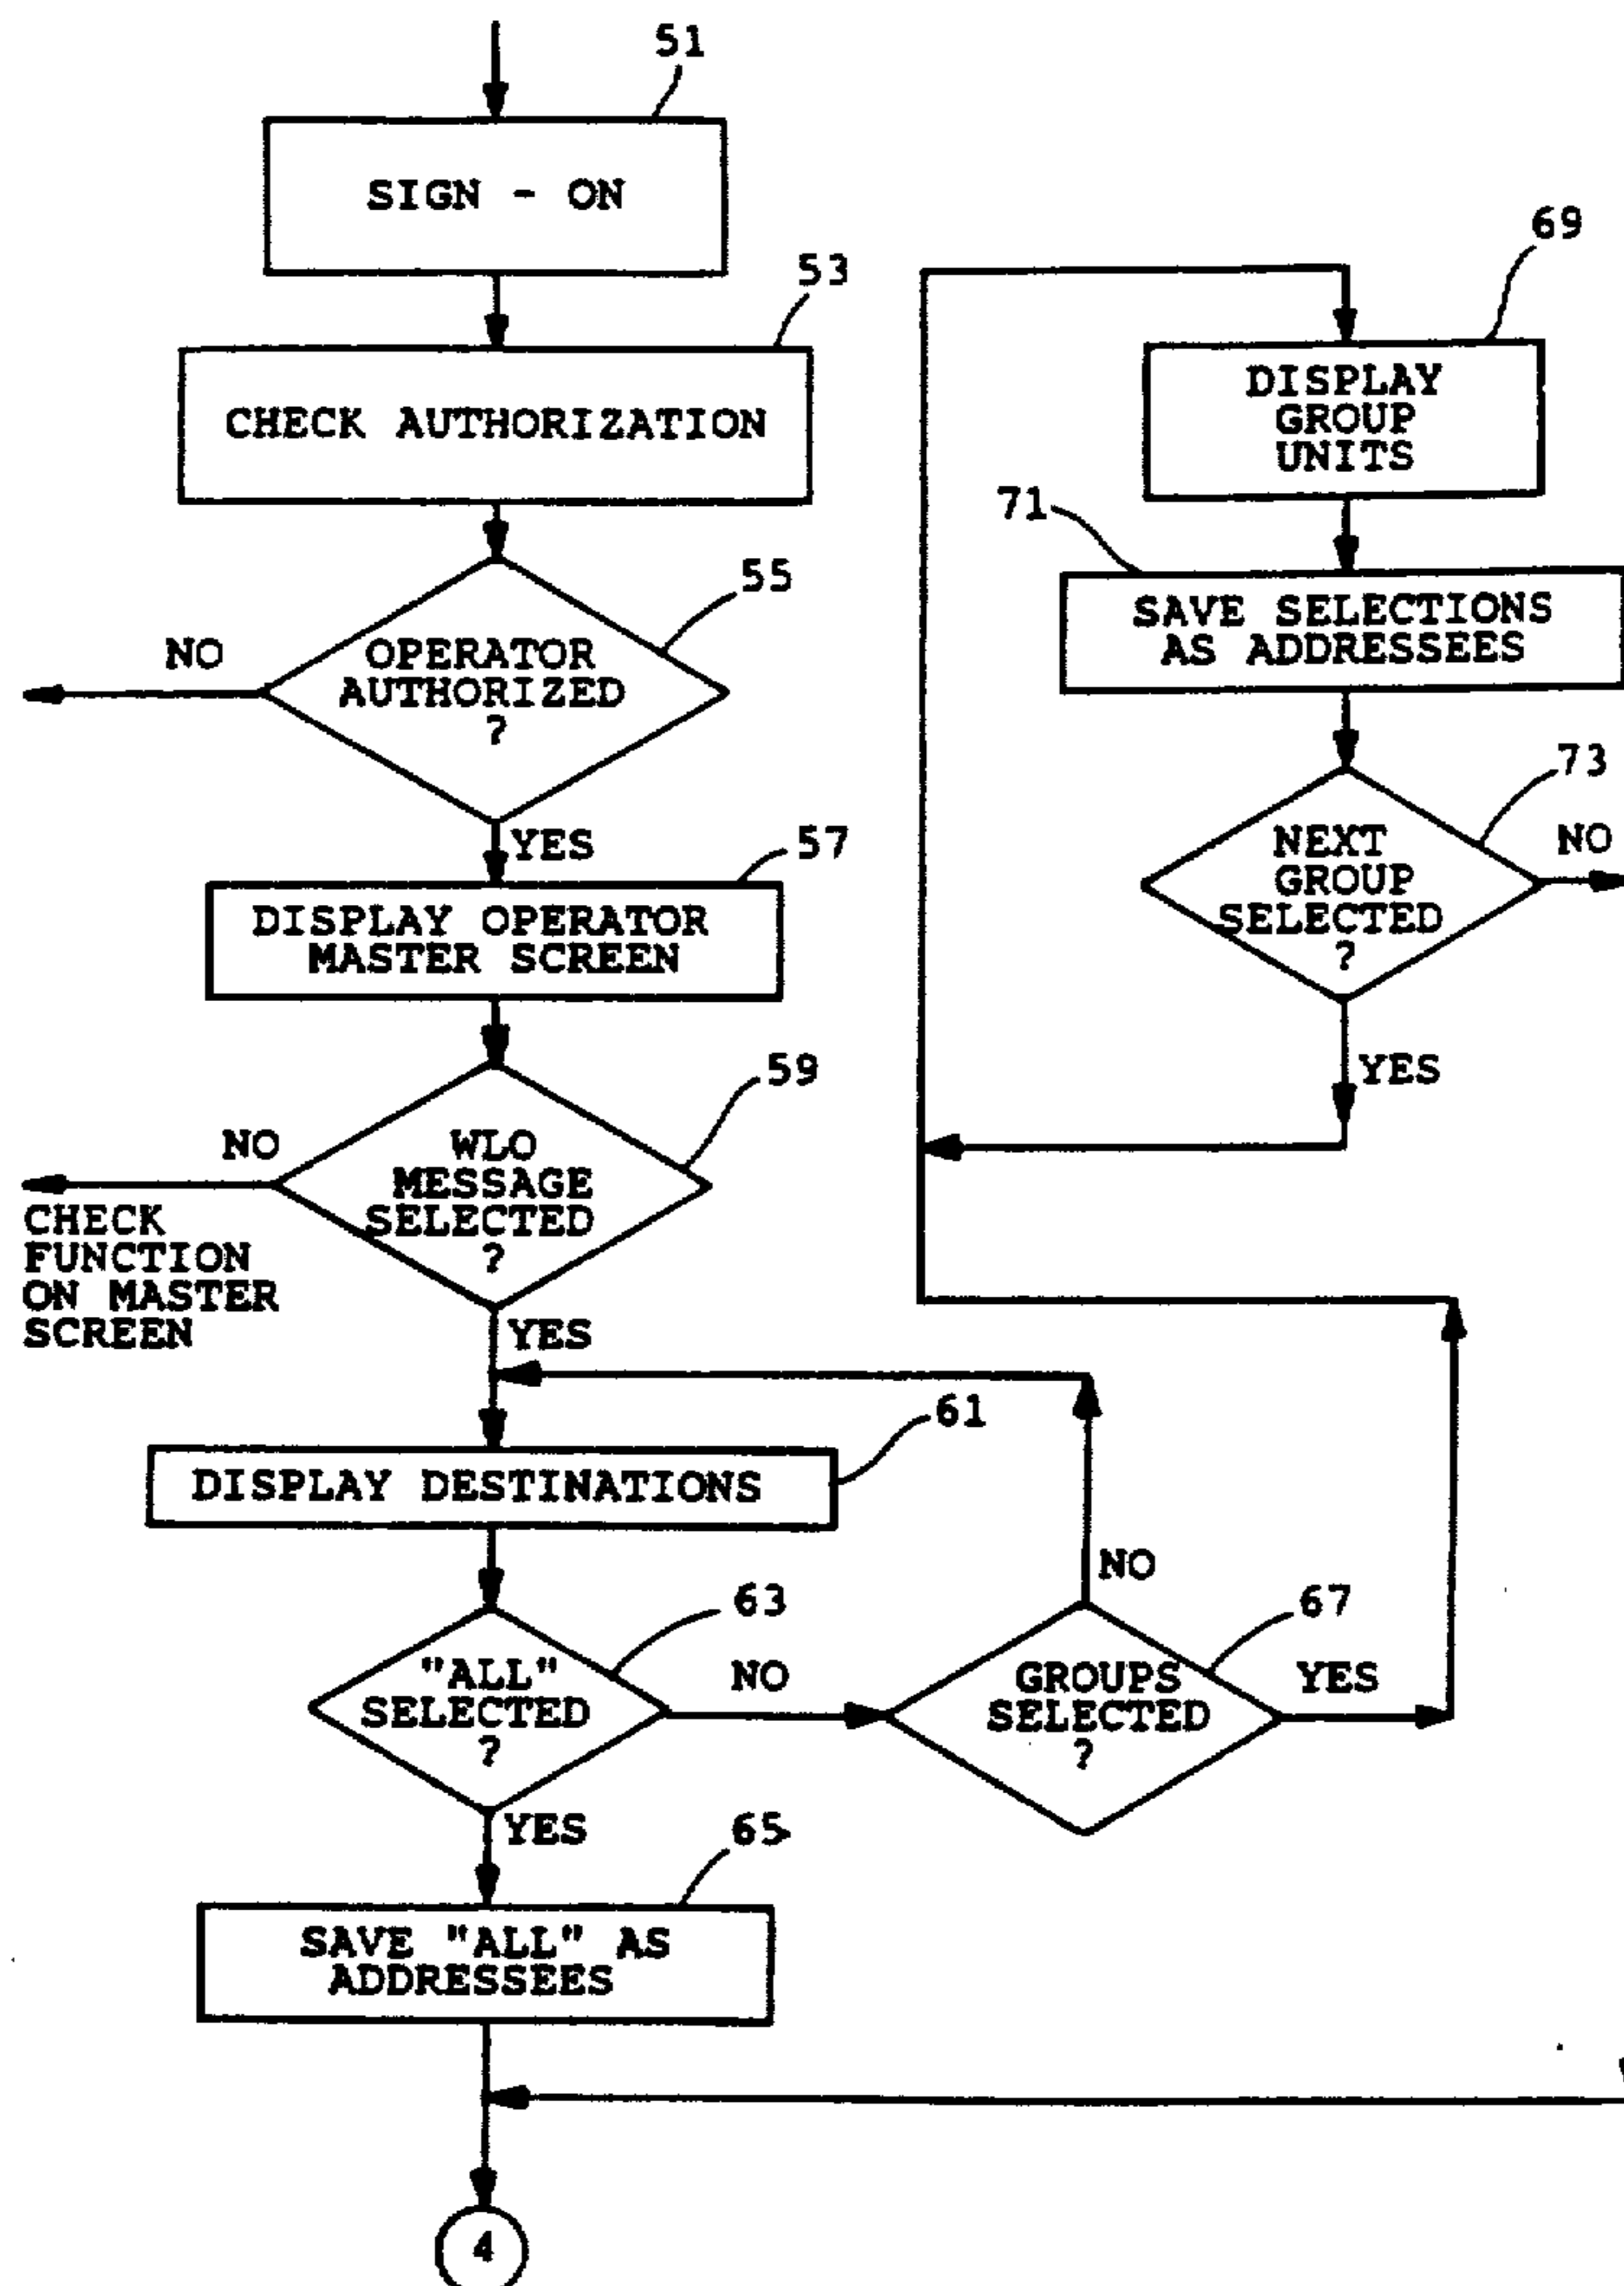 51
SIGN - ON
53
CHECK AUTHORIZATION
55
NO
OPERATOR
AUTHORIZED
?
YES
57
DISPLAY OPERATOR
MASTER SCREEN
59
NO
WLO
MESSAGE
SELECTED
?
CHECK
FUNCTION
ON MASTER
SCREEN
YES
61
DISPLAY DESTINATIONS
63
"ALL"
SELECTED
?
NO
YES
65
SAVE "ALL" AS
ADDRESSEES
4
67
GROUPS
SELECTED
?
NO
YES
69
DISPLAY
GROUP
UNITS
71
SAVE SELECTIONS
AS ADDRESSEES
73
NEXT
GROUP
SELECTED
?
NO
YES